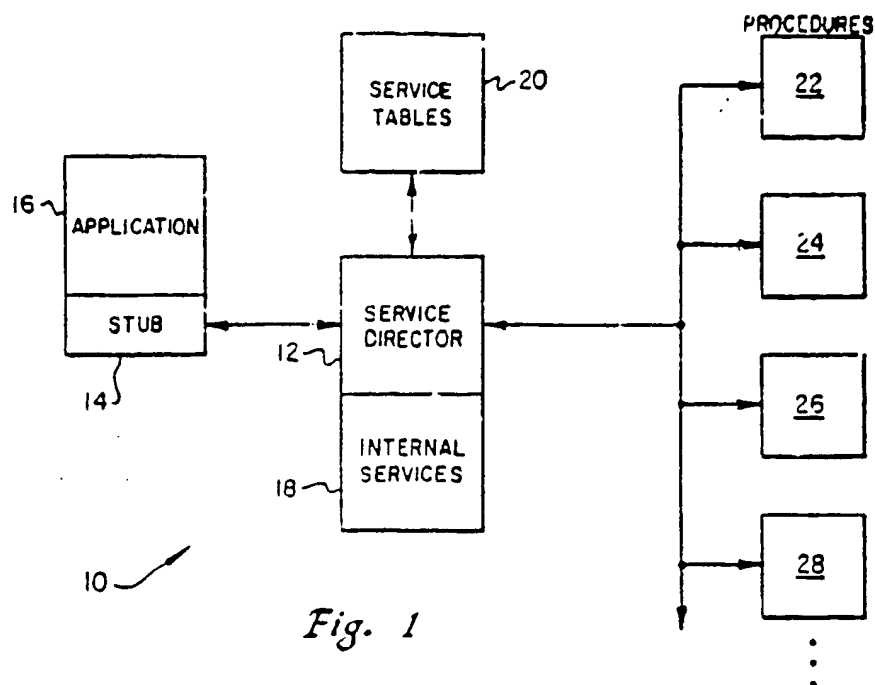 PROCEDURES
22
SERVICE
TABLES
20
16
APPLICATION
24
STUB
SERVICE
DIRECTOR
12
14
26
INTERNAL
SERVICES
18
28
10
Fig. 1